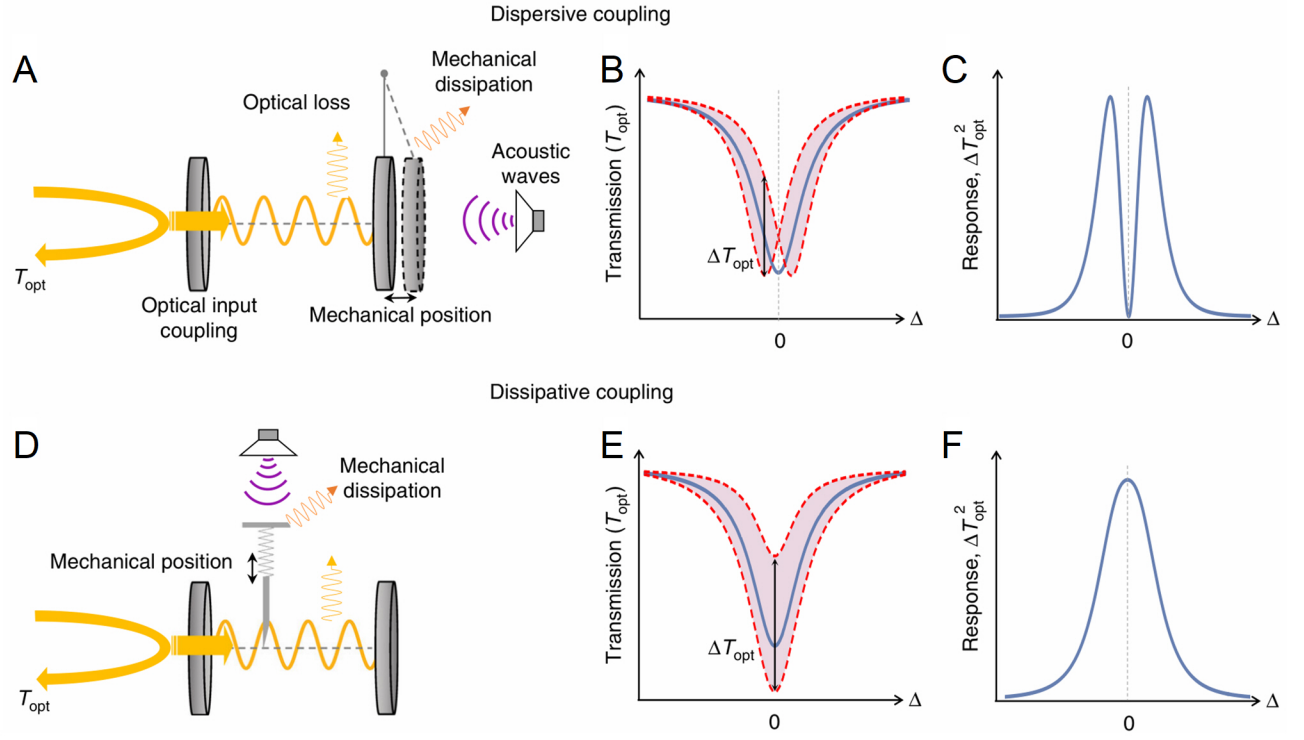 Dispersive coupling
A
Optical loss
Mechanical
dissipation
Acoustic
waves
T_opt
Optical input
coupling
Mechanical position
B
Transmission (T_opt)
ΔT_opt
Δ
0
C
Response, ΔT_opt^2
Δ
0
Dissipative coupling
D
Mechanical
dissipation
Mechanical position
T_opt
E
Transmission (T_opt)
ΔT_opt
Δ
0
F
Response, ΔT_opt^2
Δ
0